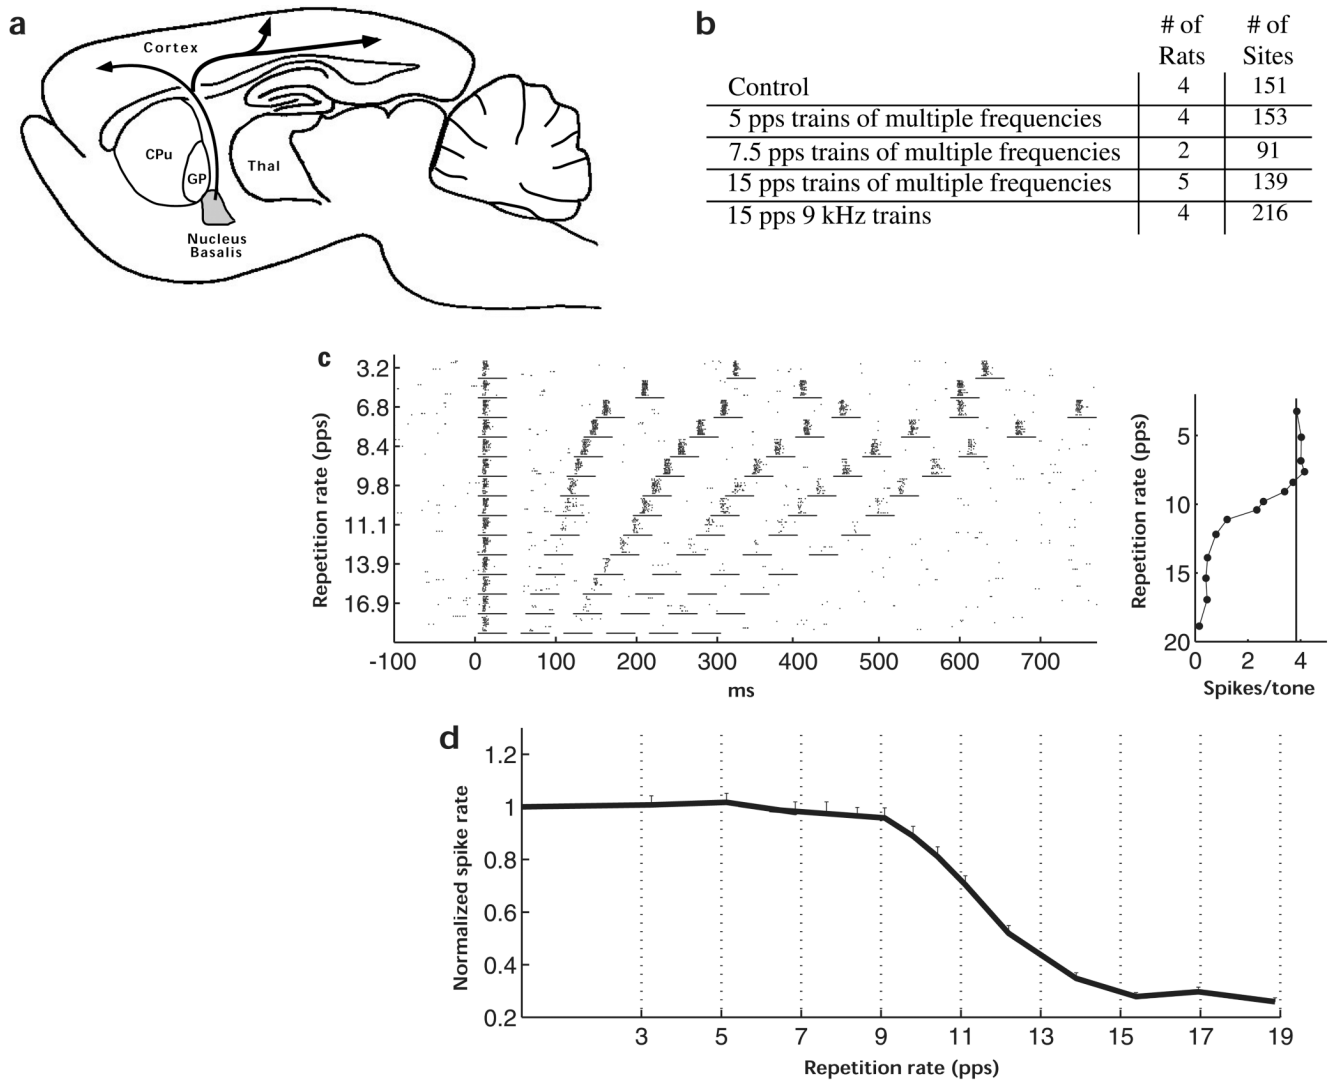 a
Cortex
CPu
GP
Thal
Nucleus
Basalis
b
# of # of
Rats Sites
Control 4 151
5 pps trains of multiple frequencies 4 153
7.5 pps trains of multiple frequencies 2 91
15 pps trains of multiple frequencies 5 139
15 pps 9 kHz trains 4 216
c
Repetition rate (pps)
3.2
6.8
8.4
9.8
11.1
13.9
16.9
-100 0 100 200 300 400 500 600 700
ms
Repetition rate (pps)
5
10
15
20
0 2 4
Spikes/tone
d
Normalized spike rate
1.2
1
0.8
0.6
0.4
0.2
3 5 7 9 11 13 15 17 19
Repetition rate (pps)